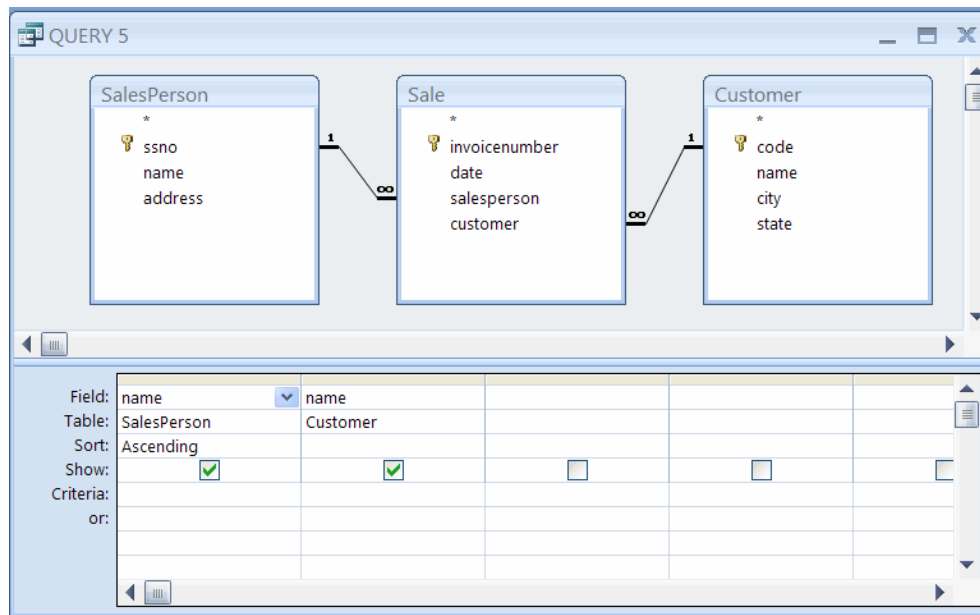 QUERY 5
SalesPerson
*
ssno
name
address
1
∞
Sale
*
invoicenumber
date
salesperson
customer
1
∞
Customer
*
code
name
city
state
Field: name name
Table: SalesPerson Customer
Sort: Ascending
Show:
Criteria:
or: